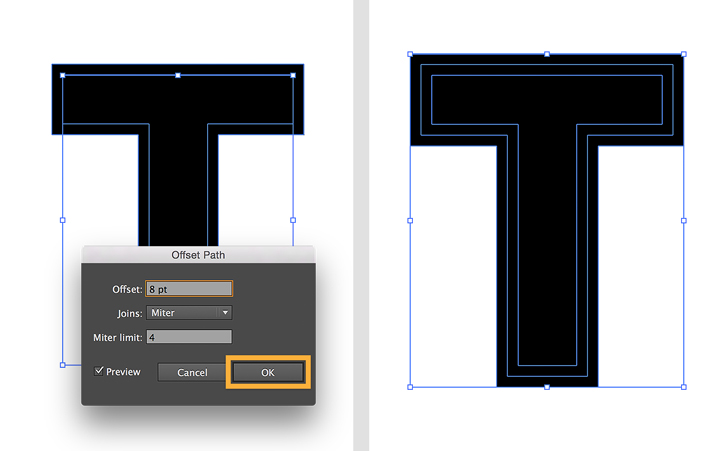 T
T
Offset Path
Offset: 8 pt
Joins: Miter
Miter limit: 4
Preview Cancel OK